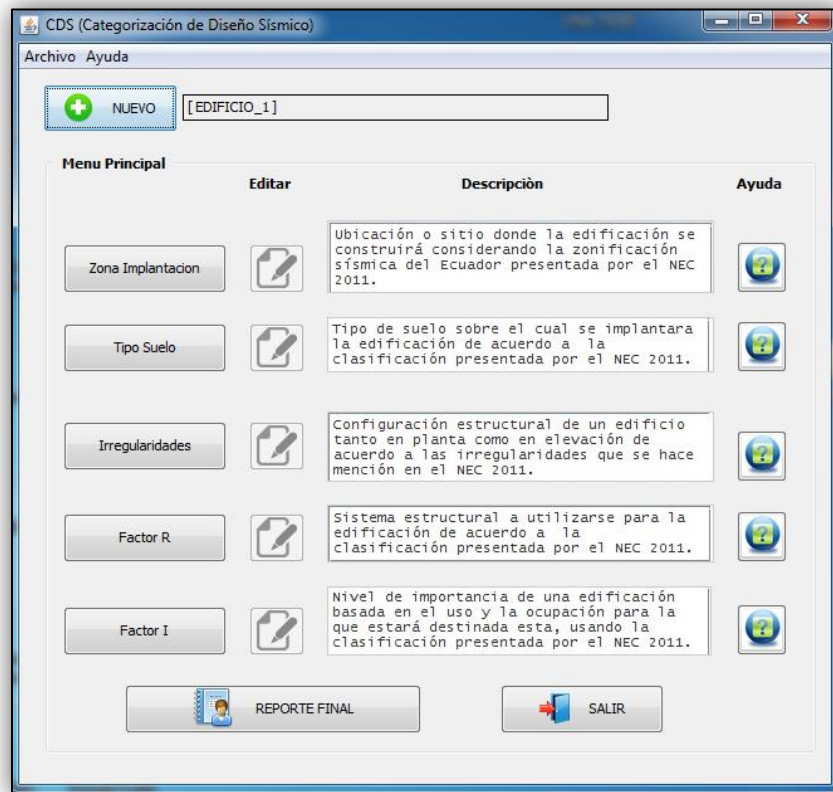 CDS (Categorización de Diseño Sísmico)
Archivo Ayuda
NUEVO [EDIFICIO_1]
Menu Principal
Editar Descripciòn Ayuda
Zona Implantacion
Ubicación o sitio donde la edificación se
construirá considerando la zonificación
sísmica del Ecuador presentada por el NEC
2011.
Tipo Suelo
Tipo de suelo sobre el cual se implantara
la edificación de acuerdo a la
clasificación presentada por el NEC 2011.
Irregularidades
Configuración estructural de un edificio
tanto en planta como en elevación de
acuerdo a las irregularidades que se hace
mención en el NEC 2011.
Factor R
Sistema estructural a utilizarse para la
edificación de acuerdo a la
clasificación presentada por el NEC 2011.
Factor I
Nivel de importancia de una edificación
basada en el uso y la ocupación para la
que estará destinada esta, usando la
clasificación presentada por el NEC 2011.
REPORTE FINAL SALIR